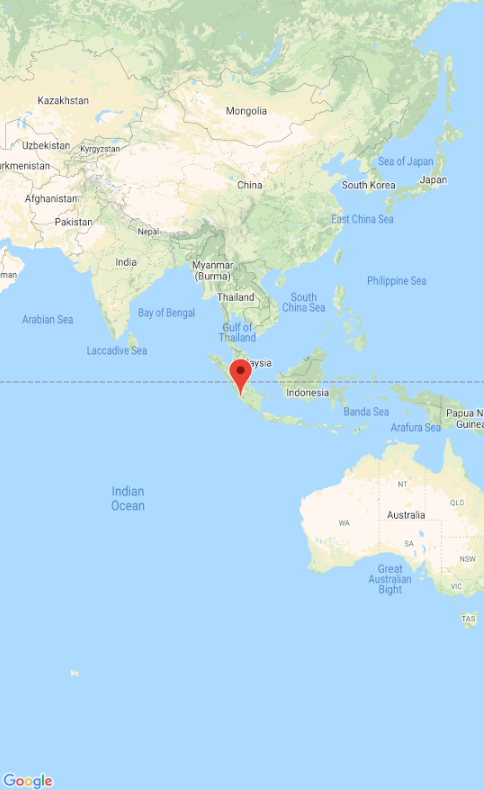 Kazakhstan
Mongolia
Uzbekistan
Kyrgyzstan
urkmenistan
Sea of Japan
China
South Korea
Japan
Afghanistan
Pakistan
East China Sea
Nepal
India
Myanmar
(Burma)
man
Philippine Sea
Thailand
South
China Sea
Arabian Sea
Bay of Bengal
Gulf of
Thailand
Laccadive Sea
aysia
Indonesia
Banda Sea
Papua N
Guinea
Arafura Sea
NT
Indian
Ocean
QLD
WA
Australia
SA
NSW
Great
Australian
Bight
VIC
TAS
Google